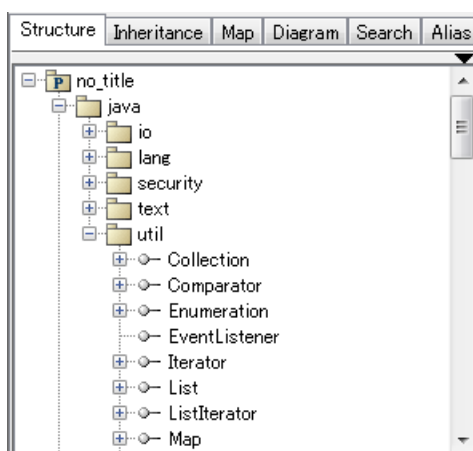 Structure Inheritance Map Diagram Search Alias
P no_title
java
io
lang
security
text
util
Collection
Comparator
Enumeration
EventListener
Iterator
List
ListIterator
Map